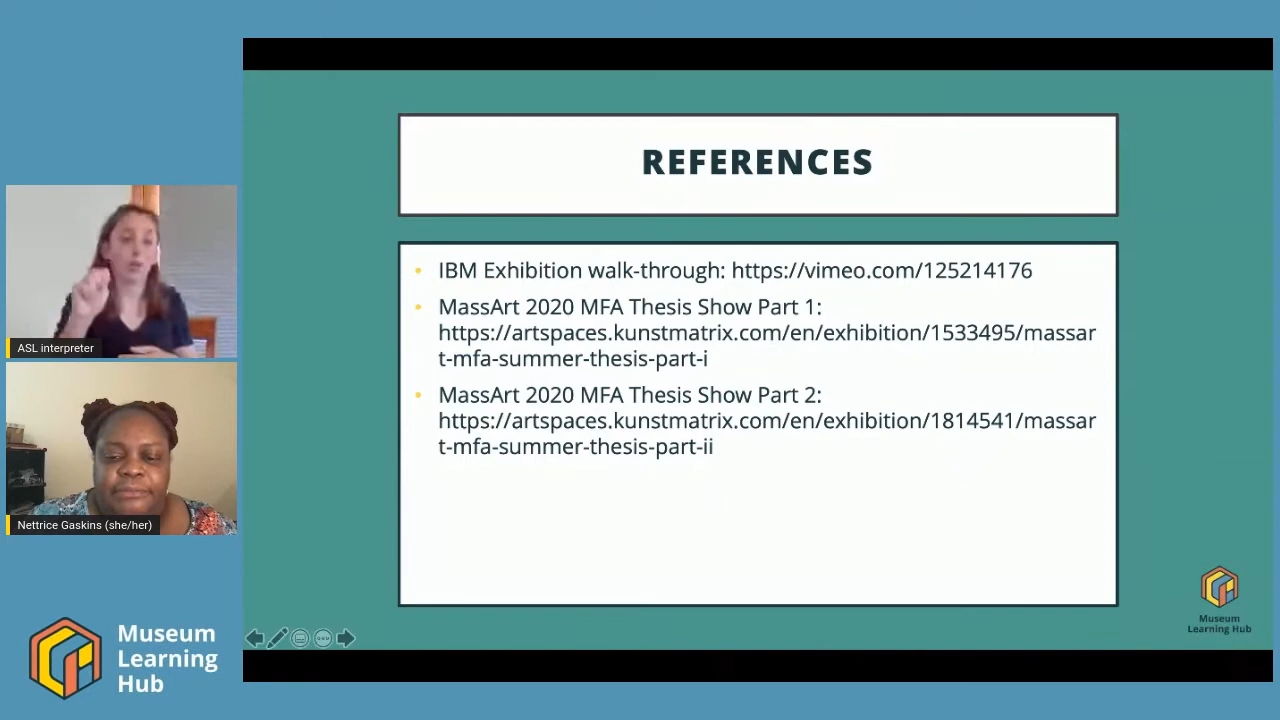 REFERENCES
• IBM Exhibition walk-through: https://vimeo.com/125214176
• MassArt 2020 MFA Thesis Show Part 1:
https://artspaces.kunstmatrix.com/en/exhibition/1533495/massar
t-mfa-summer-thesis-part-i
• MassArt 2020 MFA Thesis Show Part 2:
https://artspaces.kunstmatrix.com/en/exhibition/1814541/massar
t-mfa-summer-thesis-part-ii
ASL interpreter
Nettrice Gaskins (she/her)
Museum
Learning
Hub
Museum
Learning Hub